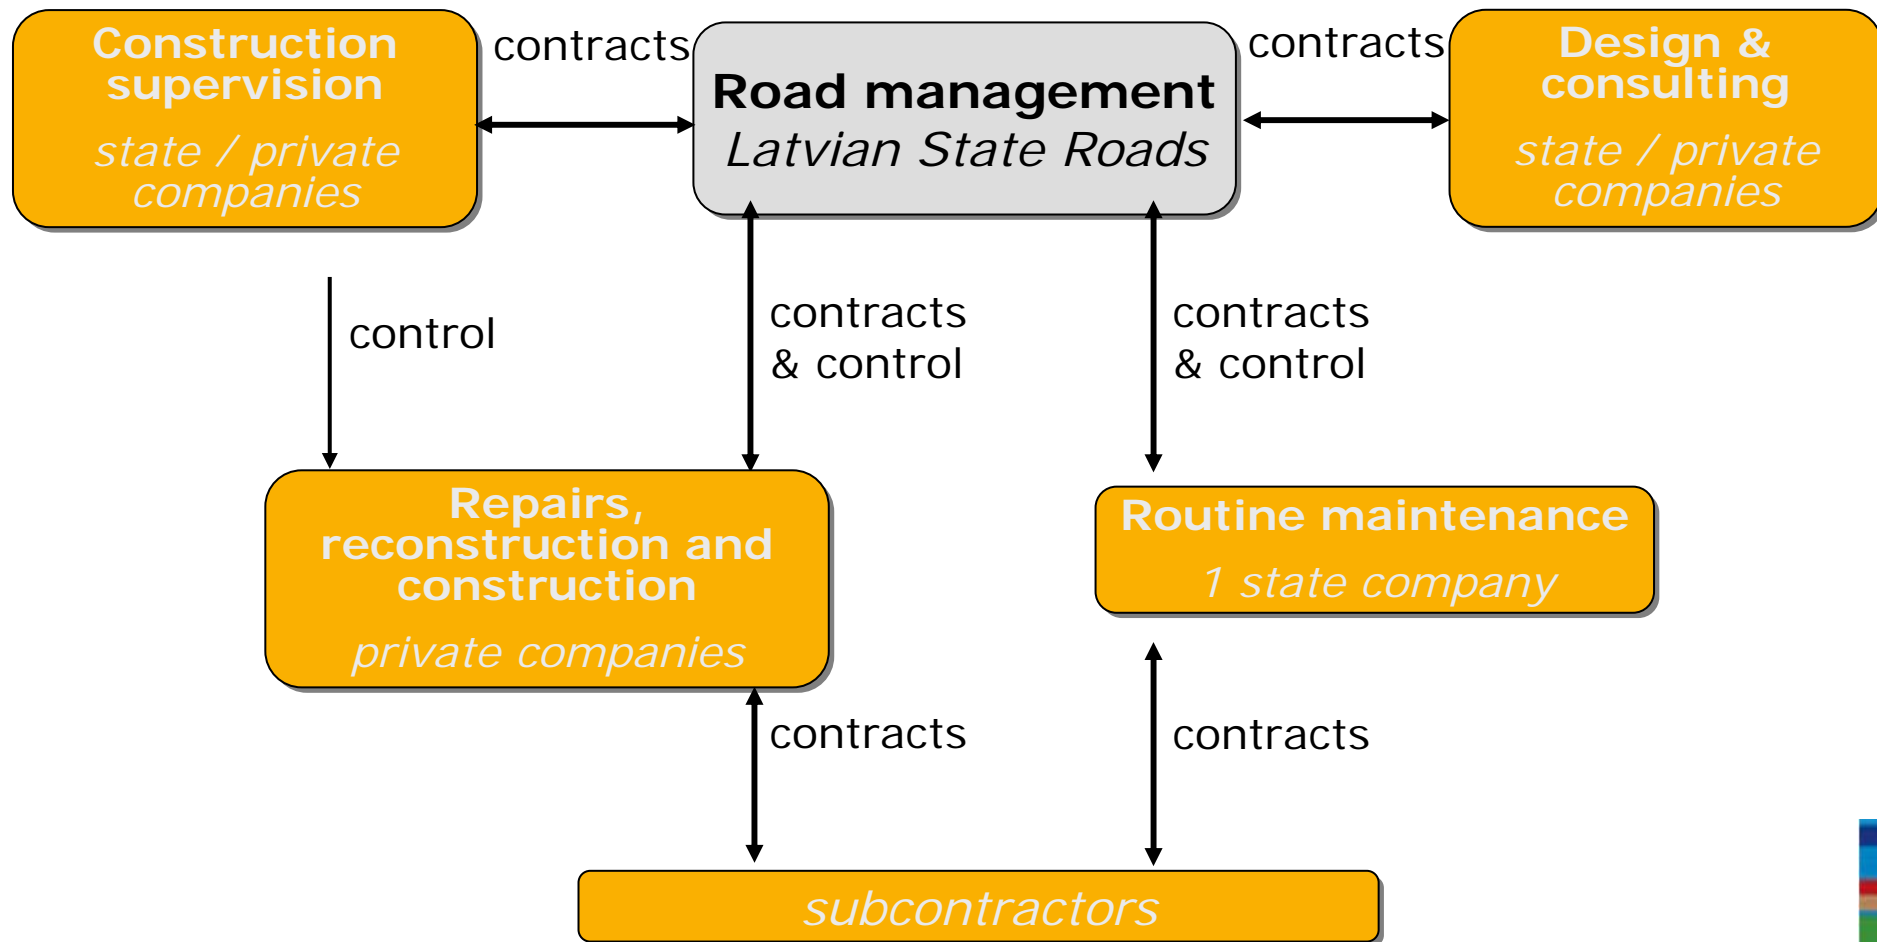 Construction
supervision
state / private
companies
contracts
Road management
Latvian State Roads
contracts
Design &
consulting
state / private
companies
control
contracts
& control
contracts
& control
Repairs,
reconstruction and
construction
private companies
Routine maintenance
1 state company
contracts
contracts
subcontractors